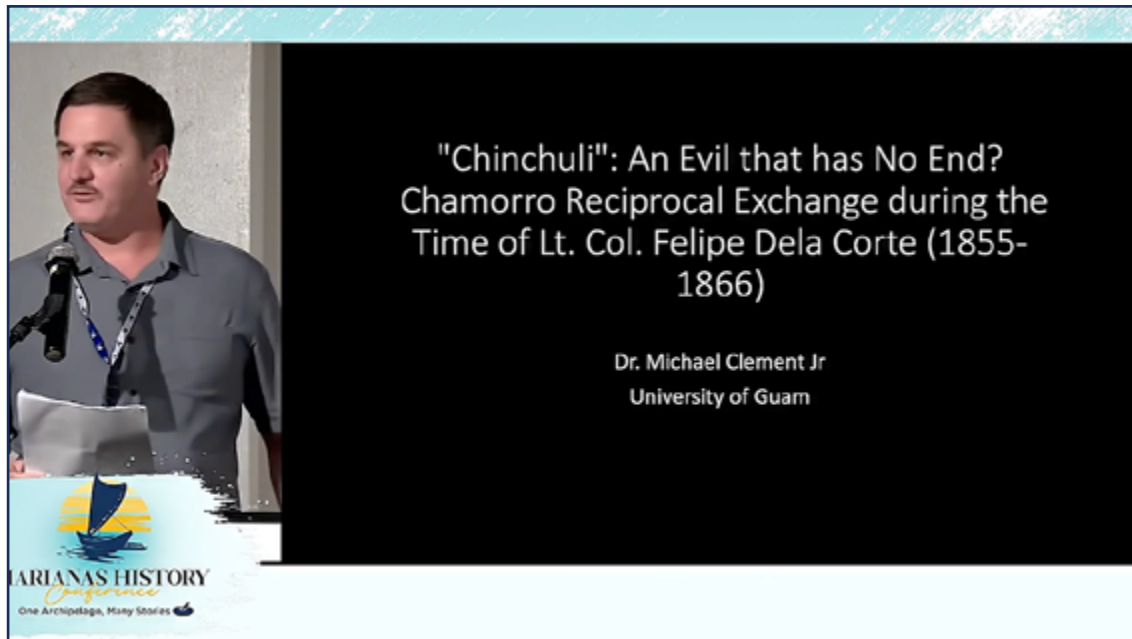 "Chinchuli": An Evil that has No End?
Chamorro Reciprocal Exchange during the
Time of Lt. Col. Felipe Dela Corte (1855-
1866)
Dr. Michael Clement Jr
University of Guam
MARIANAS HISTORY
Conference
One Archipelago, Many Stories